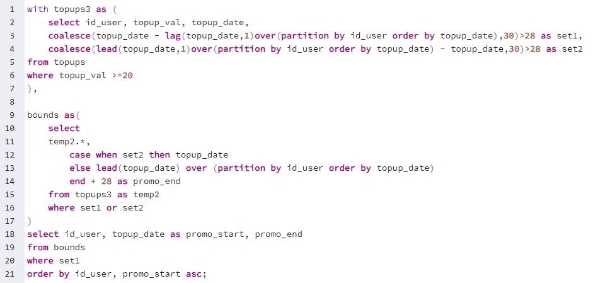 1 with topups3 as (
2 select id_user, topup_val, topup_date,
3 coalesce(topup_date - lag(topup_date,1)over(partition by id_user order by topup_date),30)>28 as set1,
4 coalesce(lead(topup_date,1)over(partition by id_user order by topup_date) - topup_date,30)>28 as set2
5 from topups
6 where topup_val >=20
7 ),
8
9 bounds as(
10 select
11 temp2.*,
12 case when set2 then topup_date
13 else lead(topup_date) over (partition by id_user order by topup_date)
14 end + 28 as promo_end
15 from topups3 as temp2
16 where set1 or set2
17 )
18 select id_user, topup_date as promo_start, promo_end
19 from bounds
20 where set1
21 order by id_user, promo_start asc;